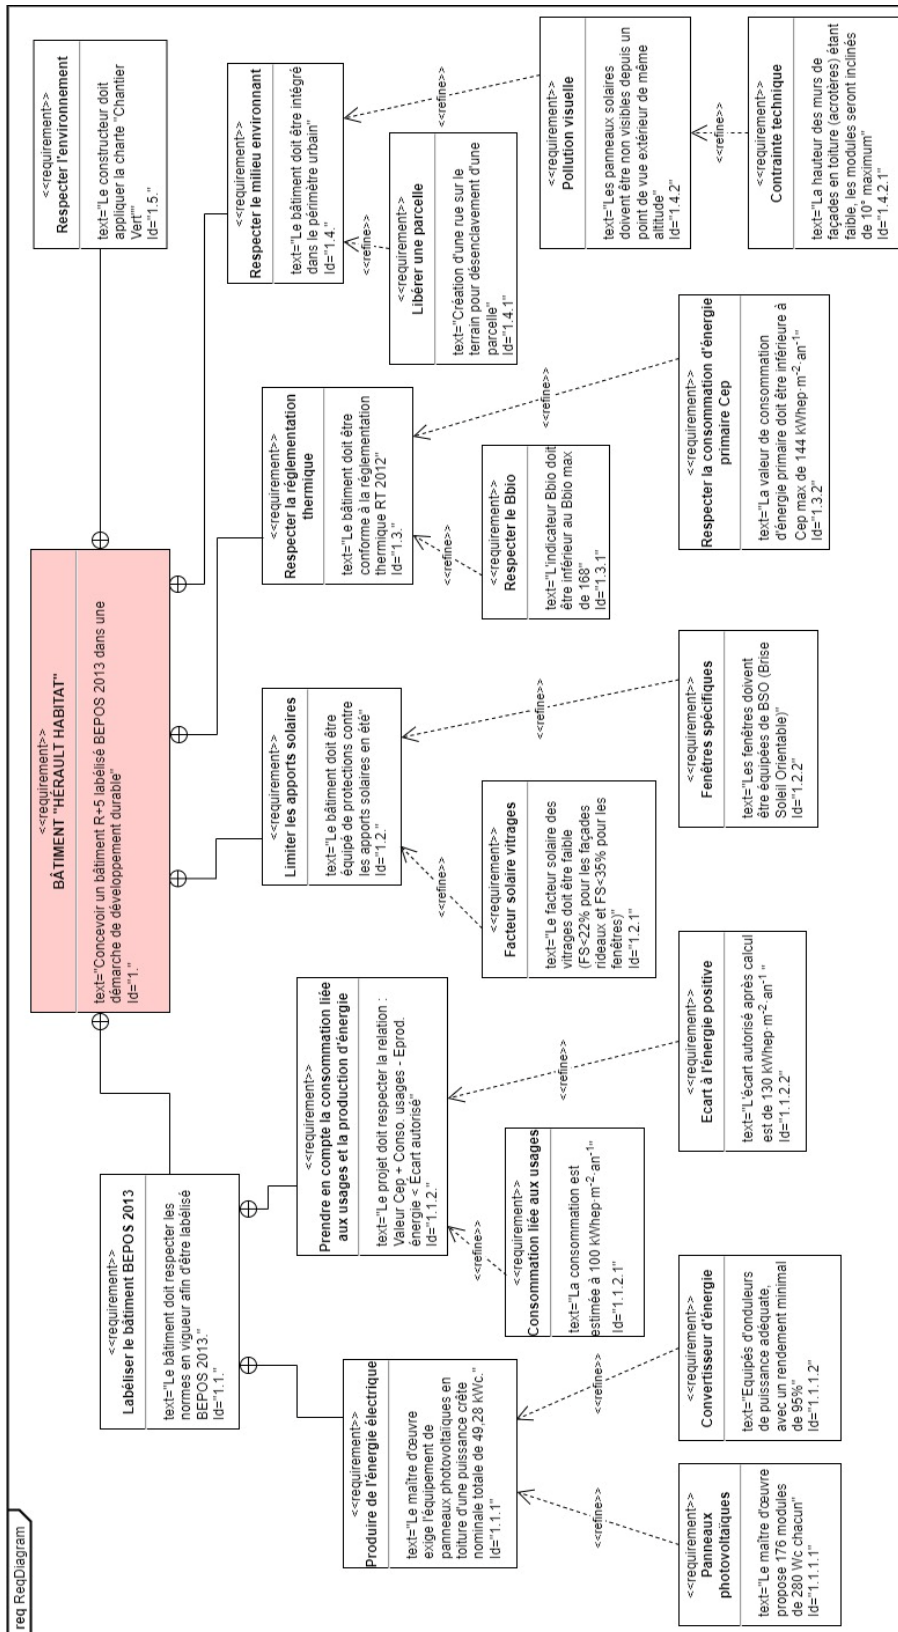 req ReqDiagram
<<requirement>>
BÂTIMENT "HÉRAULT HABITAT"
text="Concevoir un bâtiment R+5 labélisé BEPOS 2013 dans une
démarche de développement durable"
Id="1."
<<requirement>>
Labéliser le bâtiment BEPOS 2013
text="Le bâtiment doit respecter les
normes en vigueur afin d'être labélisé
BEPOS 2013."
Id="1.1."
<<requirement>>
Respecter l'environnement
text="Le constructeur doit
appliquer la charte "Chantier
Vert""
Id="1.5."
<<requirement>>
Respecter le milieu environnant
text="Le bâtiment doit être intégré
dans le périmètre urbain"
Id="1.4."
<<requirement>>
Limiter les apports solaires
text="Le bâtiment doit être
équipé de protections contre
les apports solaires en été"
Id="1.2."
<<requirement>>
Respecter la réglementation
thermique
text="Le bâtiment doit être
conforme à la réglementation
thermique RT 2012"
Id="1.3."
<<requirement>>
Prendre en compte la consommation liée
aux usages et la production d'énergie
text="Le projet doit respecter la relation :
Valeur Cep + Conso. usages - Eprod.
énergie < Ecart autorisé"
Id="1.1.2."
<<requirement>>
Produire de l'énergie électrique
text="Le maître d'œuvre
exige l'équipement de
panneaux photovoltaïques en
toiture d'une puissance crête
nominale totale de 49,28 kWc."
Id="1.1.1"
<<refine>>
<<refine>>
<<requirement>>
Libérer une parcelle
text="Création d'une rue sur le
terrain pour désenclavement d'une
parcelle"
Id="1.4.1"
<<refine>>
<<refine>>
<<refine>>
<<requirement>>
Facteur solaire vitrages
text="Le facteur solaire des
vitrages doit être faible
(FS<22% pour les façades
rideaux et FS<35% pour les
fenêtres)"
Id="1.2.1"
<<requirement>>
Respecter le Bbio
text="L'indicateur Bbio doit
être inférieur au Bbio max
de 168"
Id="1.3.1"
<<requirement>>
Consommation liée aux usages
text="La consommation est
estimée à 100 kWhep·m⁻²·an⁻¹"
Id="1.1.2.1"
<<requirement>>
Pollution visuelle
text="Les panneaux solaires
doivent être non visibles depuis un
point de vue extérieur de même
altitude"
Id="1.4.2"
<<refine>>
<<refine>>
<<refine>>
<<refine>>
<<refine>>
<<refine>>
<<refine>>
<<requirement>>
Panneaux
photovoltaïques
text="Le maître d'œuvre
propose 176 modules
de 280 Wc chacun"
Id="1.1.1.1"
<<requirement>>
Convertisseur d'énergie
text="Equipés d'onduleurs
de puissance adéquate,
avec un rendement minimal
de 95%"
Id="1.1.1.2"
<<requirement>>
Ecart à l'énergie positive
text="L'écart autorisé après calcul
est de 130 kWhep·m⁻²·an⁻¹ "
Id="1.1.2.2"
<<requirement>>
Fenêtres spécifiques
text="Les fenêtres doivent
être équipées de BSO (Brise
Soleil Orientable)"
Id="1.2.2"
<<requirement>>
Respecter la consommation d'énergie
primaire Cep
text="La valeur de consommation
d'énergie primaire doit être inférieure à
Cep max de 144 kWhep·m⁻²·an⁻¹"
Id="1.3.2"
<<requirement>>
Contrainte technique
text="La hauteur des murs de
façades en toiture (acrotères) étant
faible, les modules seront inclinés
de 10° maximum"
Id="1.4.2.1"